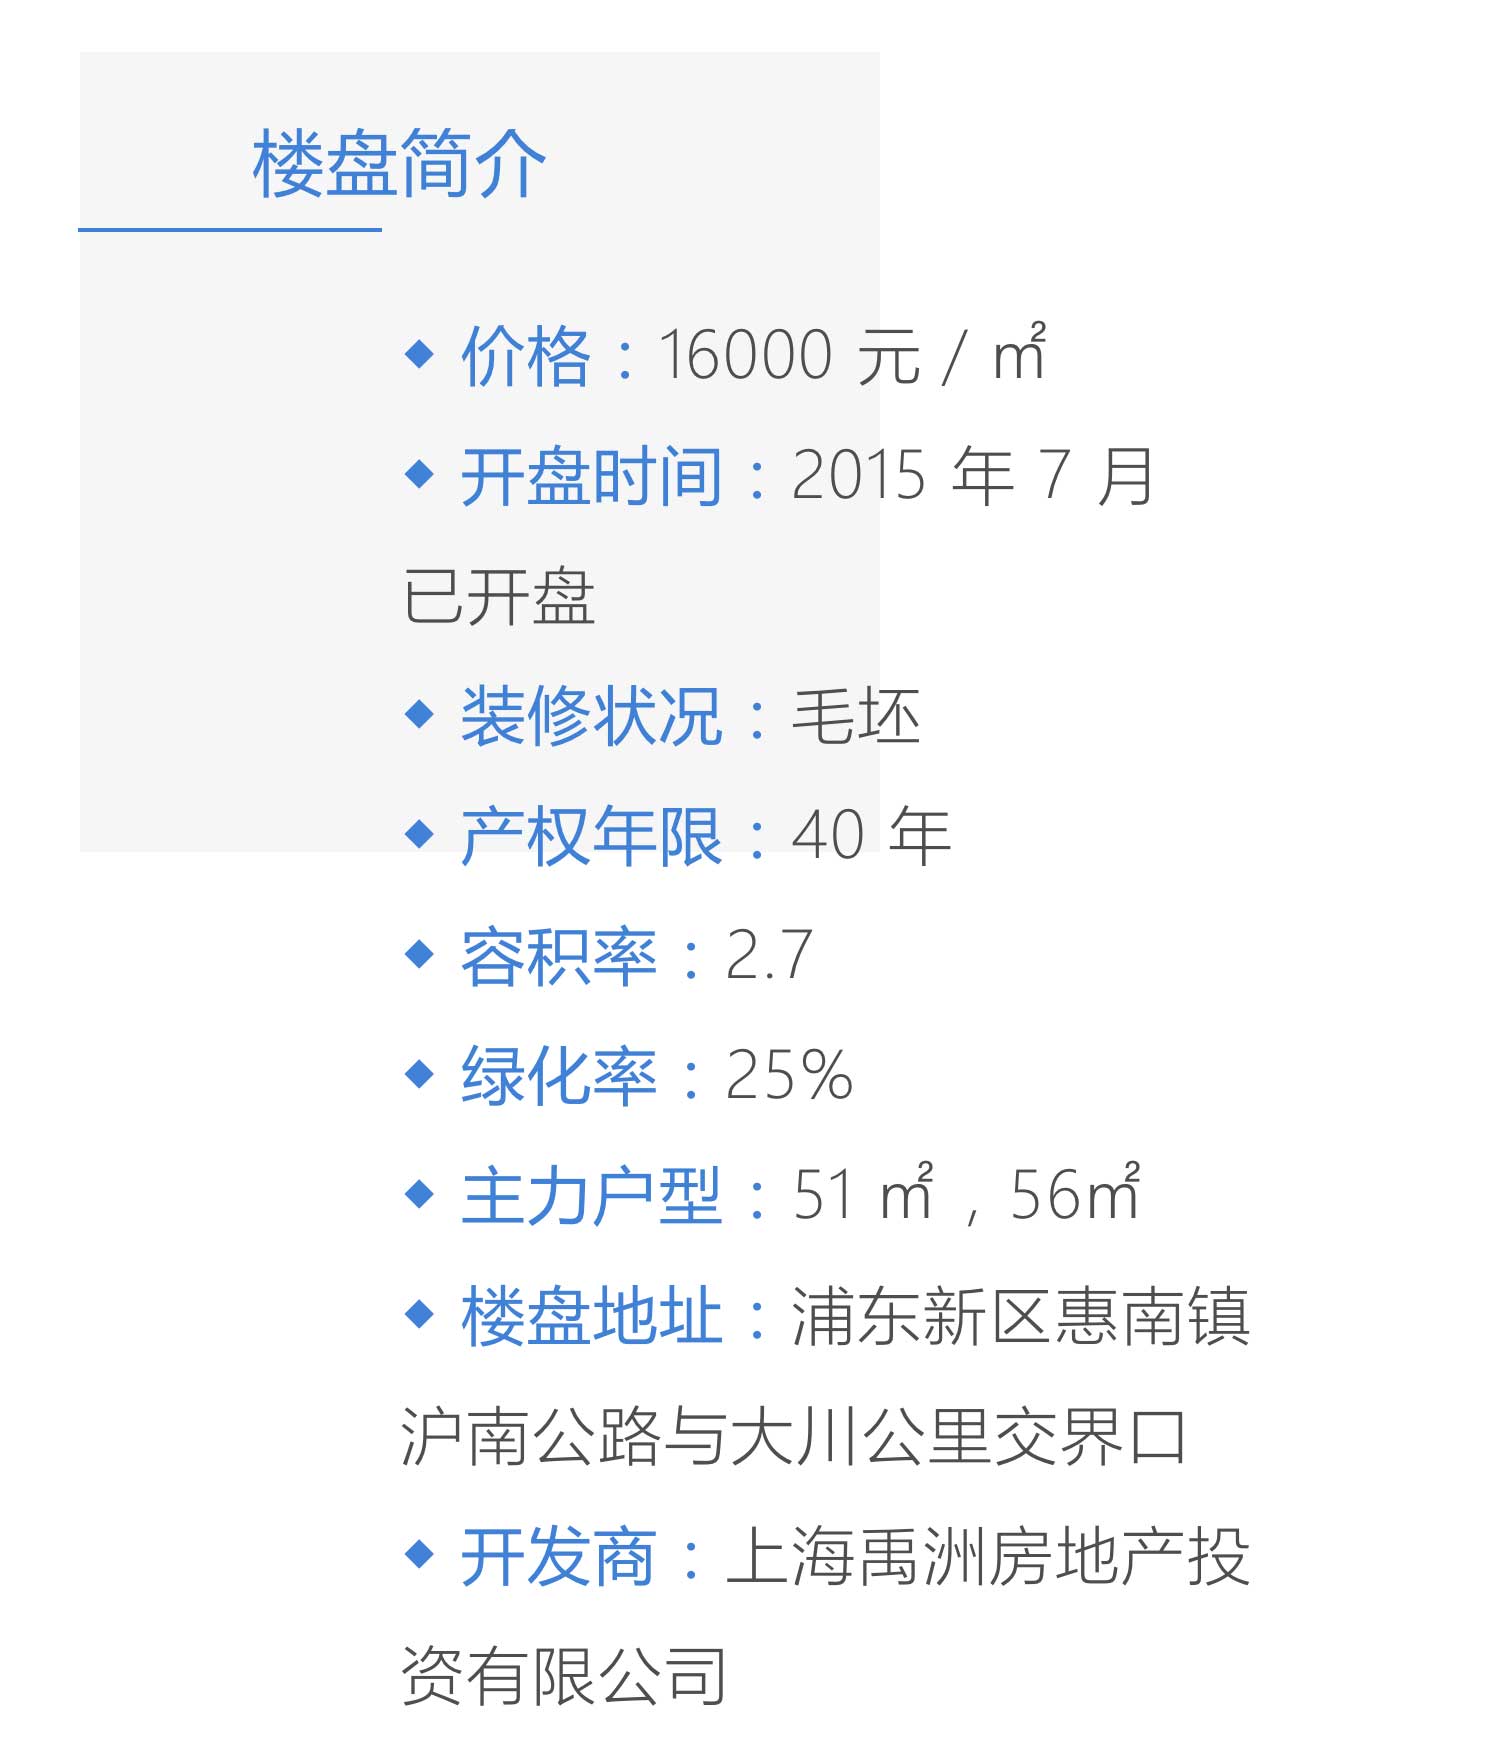 楼盘简介
◆ 价格：16000 元 / ㎡
◆ 开盘时间：2015 年 7 月
已开盘
◆ 装修状况：毛坯
◆ 产权年限：40 年
◆ 容积率：2.7
◆ 绿化率：25%
◆ 主力户型：51 ㎡，56㎡
◆ 楼盘地址：浦东新区惠南镇
沪南公路与大川公里交界口
◆ 开发商：上海禹洲房地产投
资有限公司